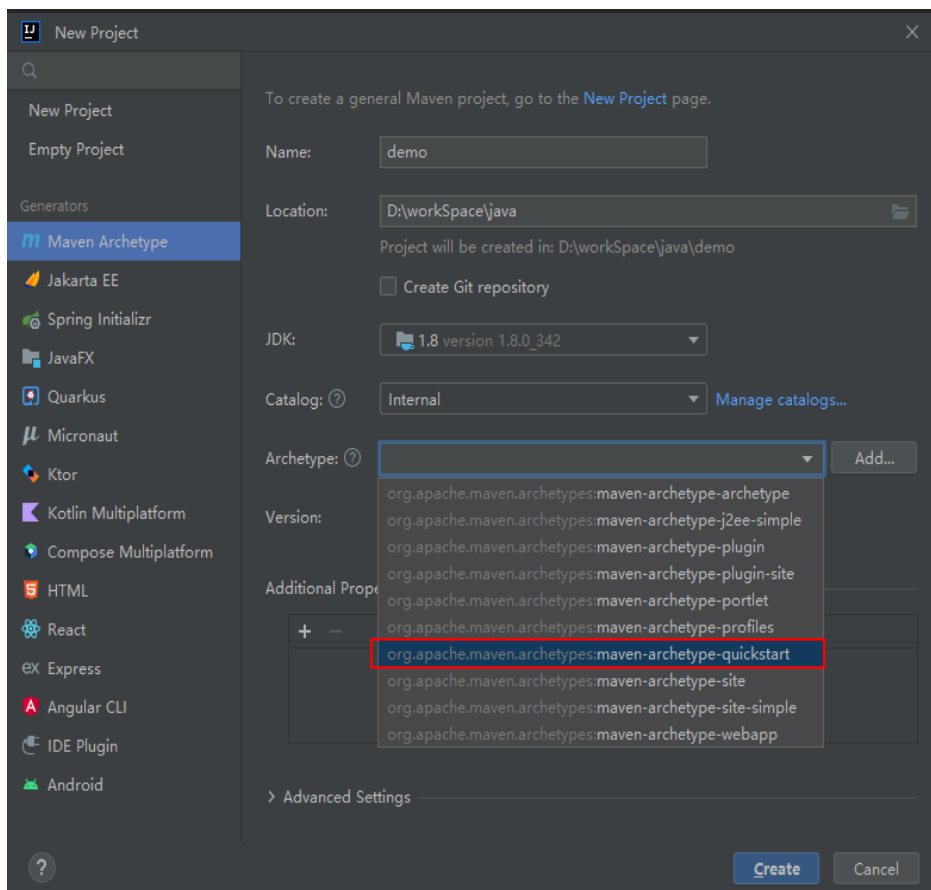 New Project
New Project
Empty Project
Generators
Maven Archetype
Jakarta EE
Spring Initializr
JavaFX
Quarkus
Micronaut
Ktor
Kotlin Multiplatform
Compose Multiplatform
HTML
React
Express
Angular CLI
IDE Plugin
Android
To create a general Maven project, go to the New Project page.
Name: demo
Location: D:\workSpace\java
Project will be created in: D:\workSpace\java\demo
Create Git repository
JDK: 1.8 version 1.8.0_342
Catalog: ? Internal Manage catalogs...
Archetype: ? Add...
org.apache.maven.archetypes:maven-archetype-archetype
org.apache.maven.archetypes:maven-archetype-j2ee-simple
org.apache.maven.archetypes:maven-archetype-plugin
org.apache.maven.archetypes:maven-archetype-plugin-site
org.apache.maven.archetypes:maven-archetype-portlet
org.apache.maven.archetypes:maven-archetype-profiles
org.apache.maven.archetypes:maven-archetype-quickstart
org.apache.maven.archetypes:maven-archetype-site
org.apache.maven.archetypes:maven-archetype-site-simple
org.apache.maven.archetypes:maven-archetype-webapp
Version:
Additional Prope
+ −
Advanced Settings
? Create Cancel